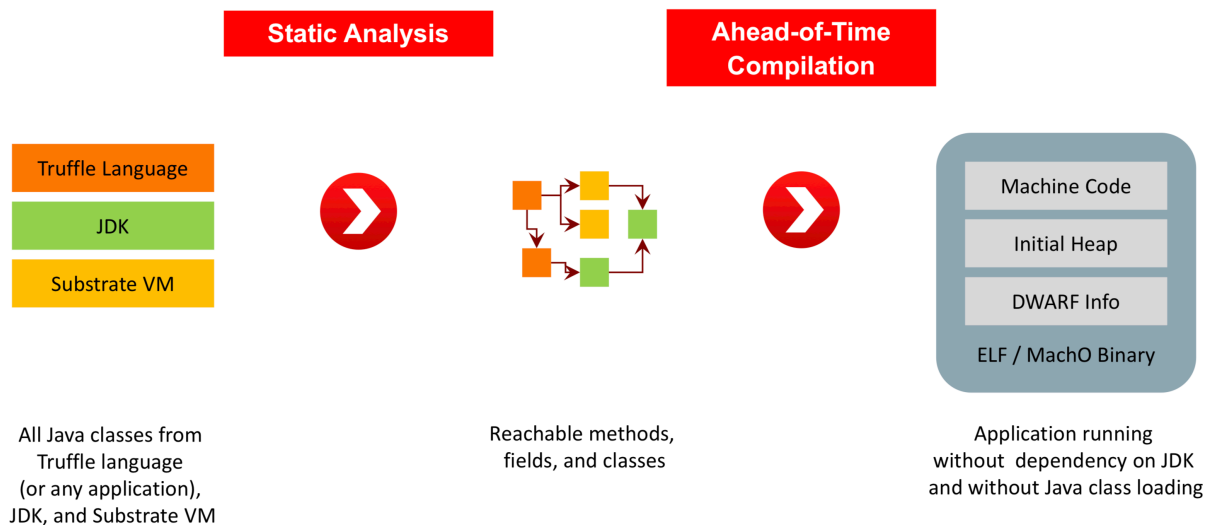 Static Analysis
Ahead-of-Time
Compilation
Truffle Language
JDK
Substrate VM
Machine Code
Initial Heap
DWARF Info
ELF / MachO Binary
All Java classes from
Truffle language
(or any application),
JDK, and Substrate VM
Reachable methods,
fields, and classes
Application running
without dependency on JDK
and without Java class loading